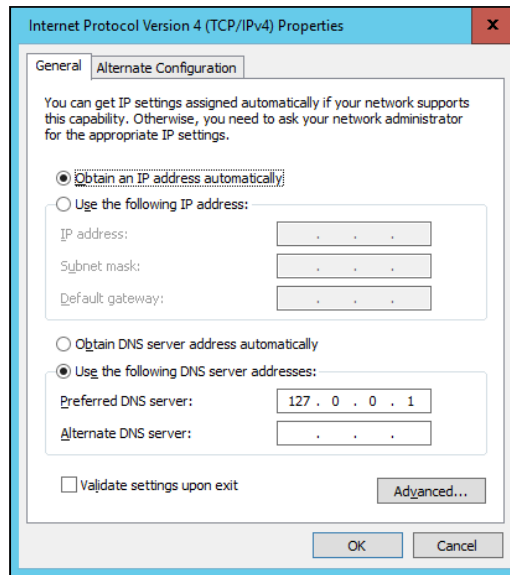 Internet Protocol Version 4 (TCP/IPv4) Properties
x
General
Alternate Configuration
You can get IP settings assigned automatically if your network supports
this capability. Otherwise, you need to ask your network administrator
for the appropriate IP settings.
Obtain an IP address automatically
Use the following IP address:
IP address: . . .
Subnet mask: . . .
Default gateway: . . .
Obtain DNS server address automatically
Use the following DNS server addresses:
Preferred DNS server: 127 . 0 . 0 . 1
Alternate DNS server: . . .
Validate settings upon exit
Advanced...
OK
Cancel